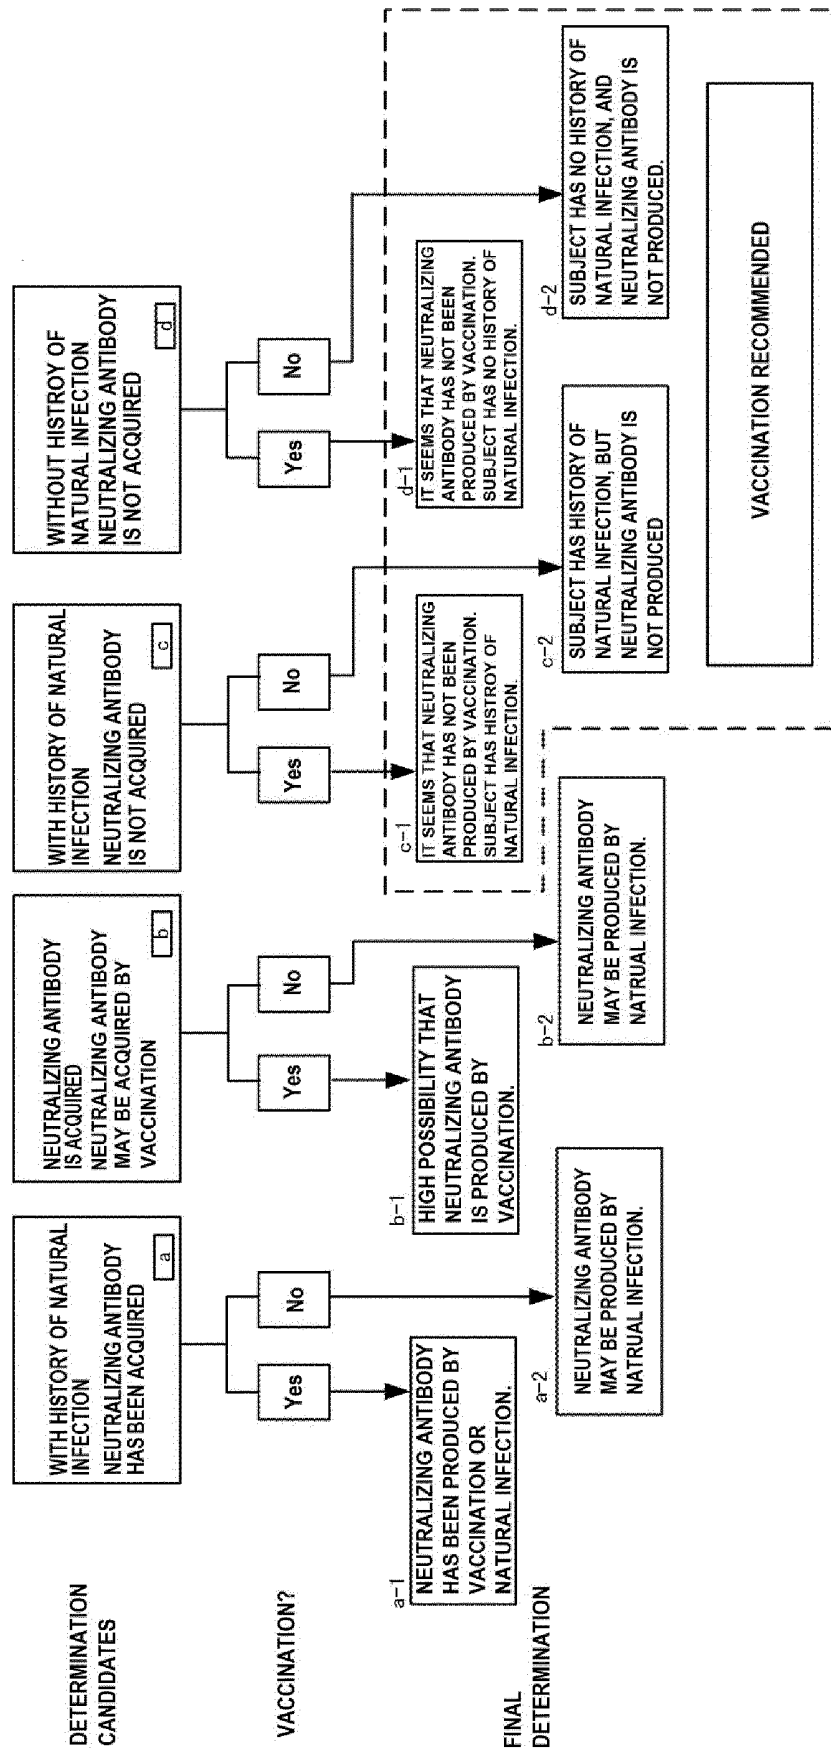 DETERMINATION
CANDIDATES
WITH HISTORY OF NATURAL
INFECTION
NEUTRALIZING ANTIBODY
HAS BEEN ACQUIRED
a
NEUTRALIZING ANTIBODY
IS ACQUIRED
NEUTRALIZING ANTIBODY
MAY BE ACQUIRED BY
VACCINATION
b
WITH HISTORY OF NATURAL
INFECTION
NEUTRALIZING ANTIBODY
IS NOT ACQUIRED
c
WITHOUT HISTROY OF
NATURAL INFECTION
NEUTRALIZING ANTIBODY
IS NOT ACQUIRED
d
VACCINATION?
Yes
No
Yes
No
Yes
No
Yes
No
FINAL
DETERMINATION
a-1
NEUTRALIZING ANTIBODY
HAS BEEN PRODUCED BY
VACCINATION OR
NATURAL INFECTION.
b-1
HIGH POSSIBILITY THAT
NEUTRALIZING ANTIBODY
IS PRODUCED BY
VACCINATION.
c-1
IT SEEMS THAT NEUTRALIZING
ANTIBODY HAS NOT BEEN
PRODUCED BY VACCINATION.
SUBJECT HAS HISTROY OF
NATURAL INFECTION.
d-1
IT SEEMS THAT NEUTRALIZING
ANTIBODY HAS NOT BEEN
PRODUCED BY VACCINATION.
SUBJECT HAS NO HISTORY OF
NATURAL INFECTION.
a-2
NEUTRALIZING ANTIBODY
MAY BE PRODUCED BY
NATRUAL INFECTION.
b-2
NEUTRALIZING ANTIBODY
MAY BE PRODUCED BY
NATRUAL INFECTION.
c-2
SUBJECT HAS HISTORY OF
NATURAL INFECTION, BUT
NEUTRALIZING ANTIBODY IS
NOT PRODUCED
d-2
SUBJECT HAS NO HISTORY OF
NATURAL INFECTION, AND
NEUTRALIZING ANTIBODY IS
NOT PRODUCED.
VACCINATION RECOMMENDED